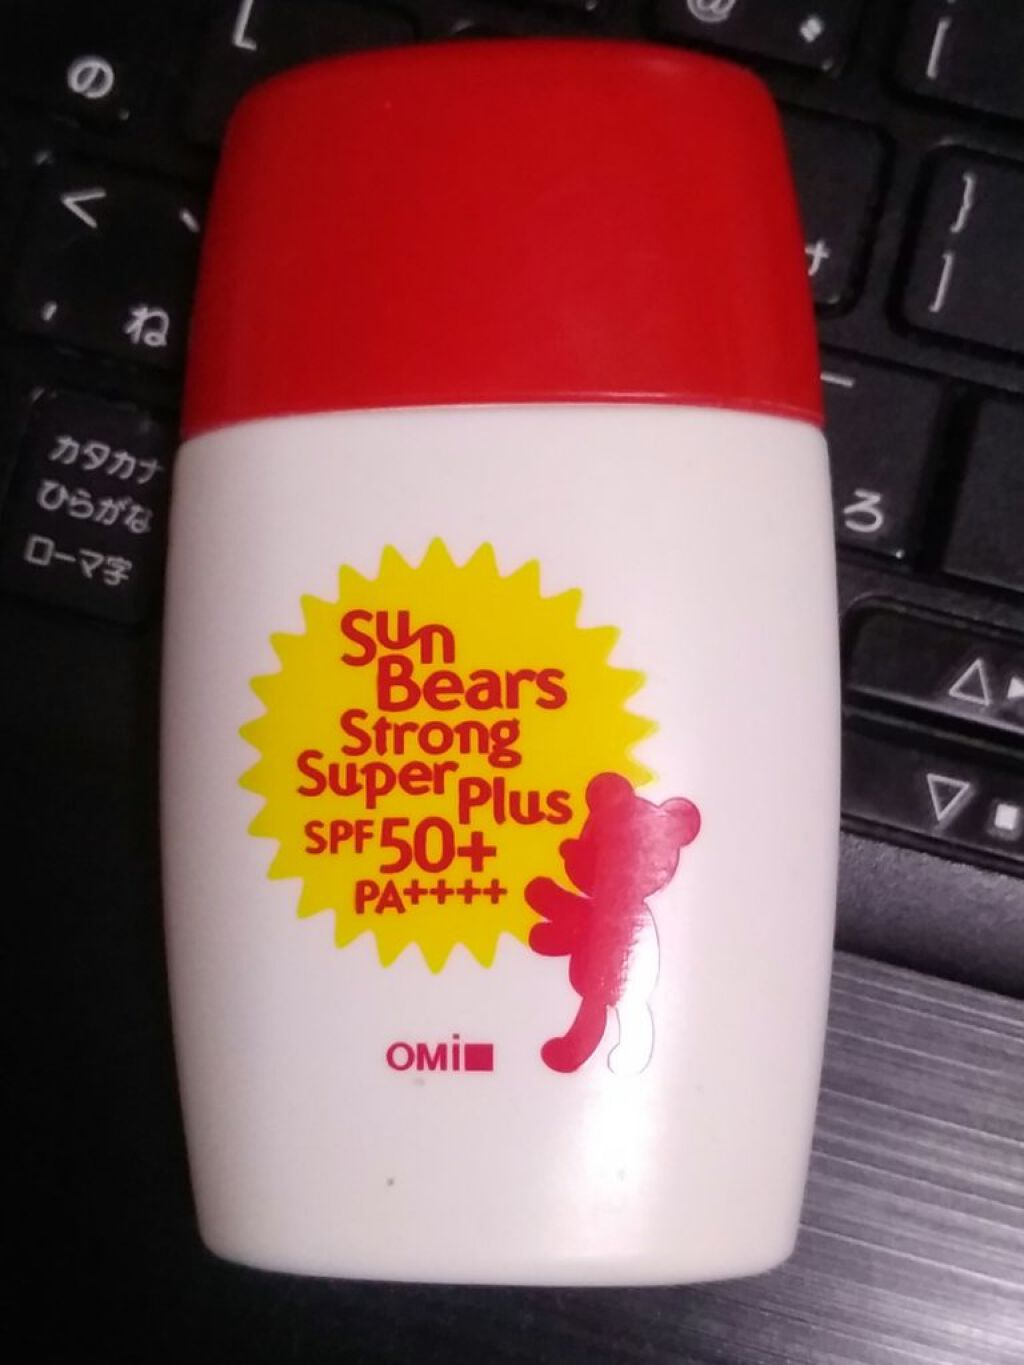 の
@
[
{
<
、
,
ね
け
}
]
カタカナ
ひらがな
ローマ字
ろ
Sun
Bears
Strong
Super Plus
SPF 50+
PA++++
OMi